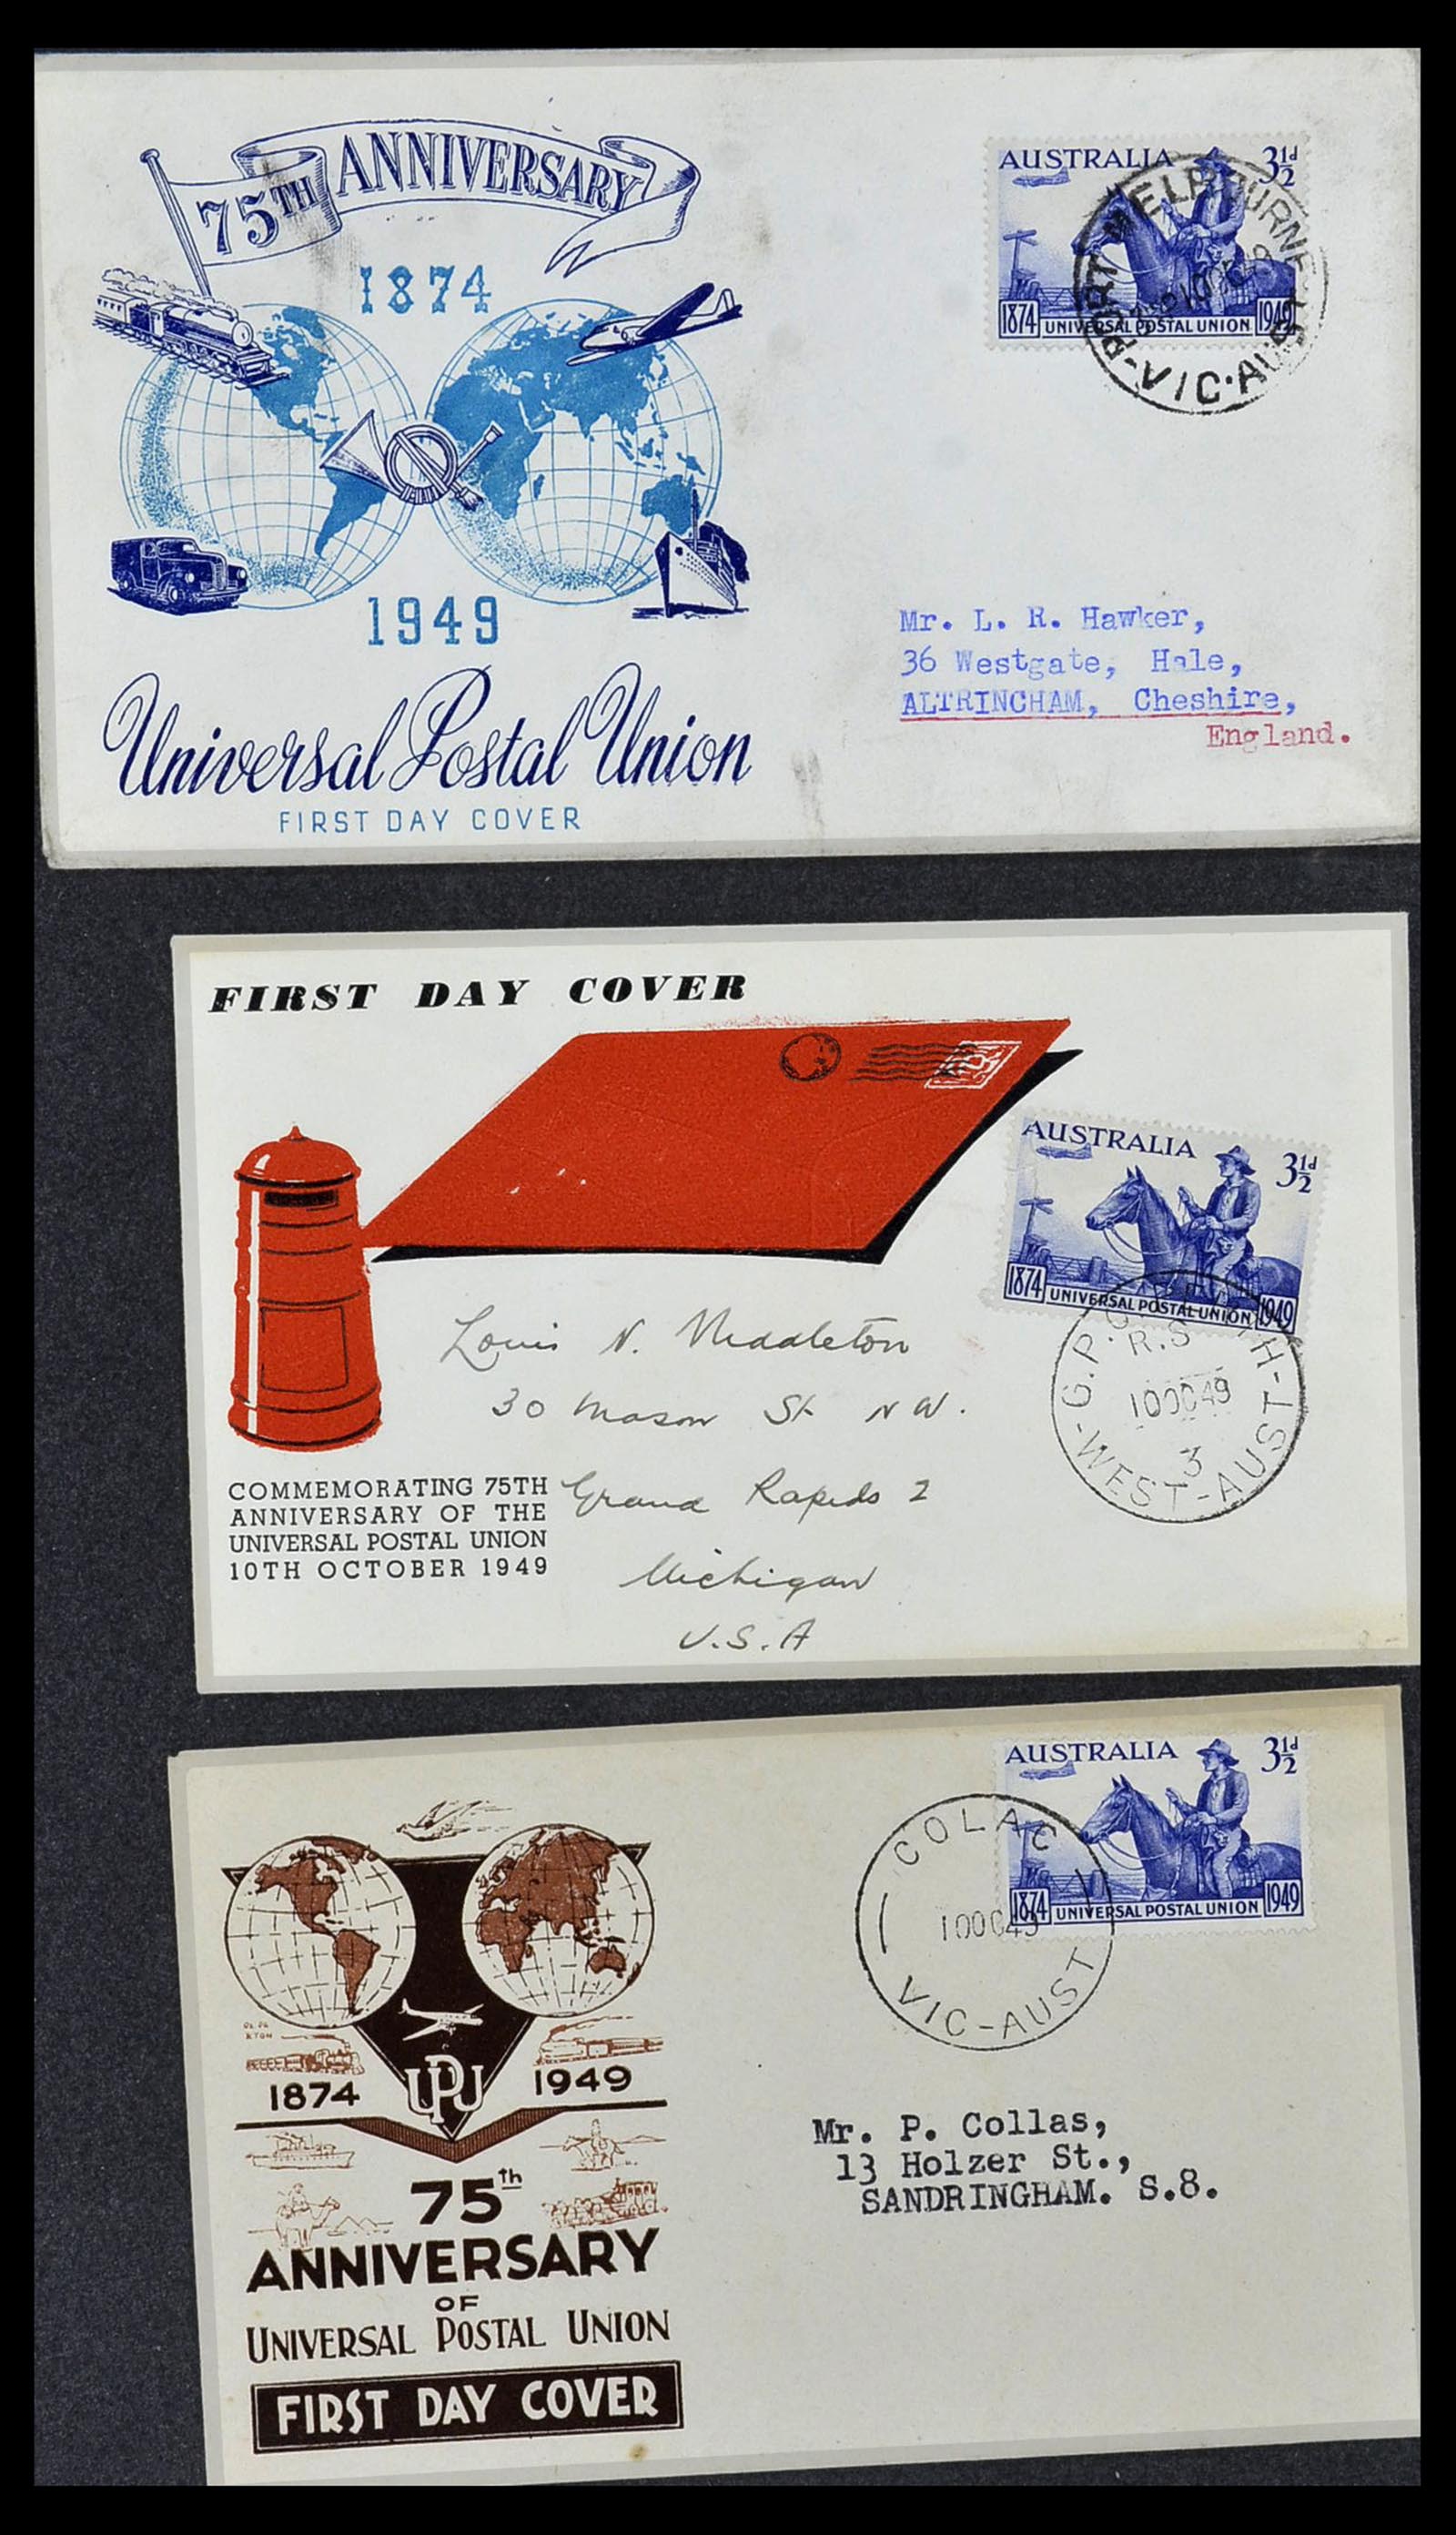 75TH ANNIVERSARY
1874
1949
Universal Postal Union
FIRST DAY COVER
AUSTRALIA 3½d
1874 UNIVERSAL POSTAL UNION 1949
PORT MELBOURNE
-VIC·AUST
Mr. L. R. Hawker,
36 Westgate, Hale,
ALTRINCHAM, Cheshire,
England.
FIRST DAY COVER
AUSTRALIA 3½d
1874 UNIVERSAL POSTAL UNION 1949
R.S
10OC49
3
-WEST-AUST-
Louis N. Middleton
30 Mason St NW.
Grand Rapids 2
Michigan
U.S.A
COMMEMORATING 75TH
ANNIVERSARY OF THE
UNIVERSAL POSTAL UNION
10TH OCTOBER 1949
AUSTRALIA 3½d
1874 UNIVERSAL POSTAL UNION 1949
COLAC
10OC49
VIC-AUST
UPU
1874 1949
75th
ANNIVERSARY
OF
UNIVERSAL POSTAL UNION
FIRST DAY COVER
Mr. P. Collas,
13 Holzer St.,
SANDRINGHAM. S.8.